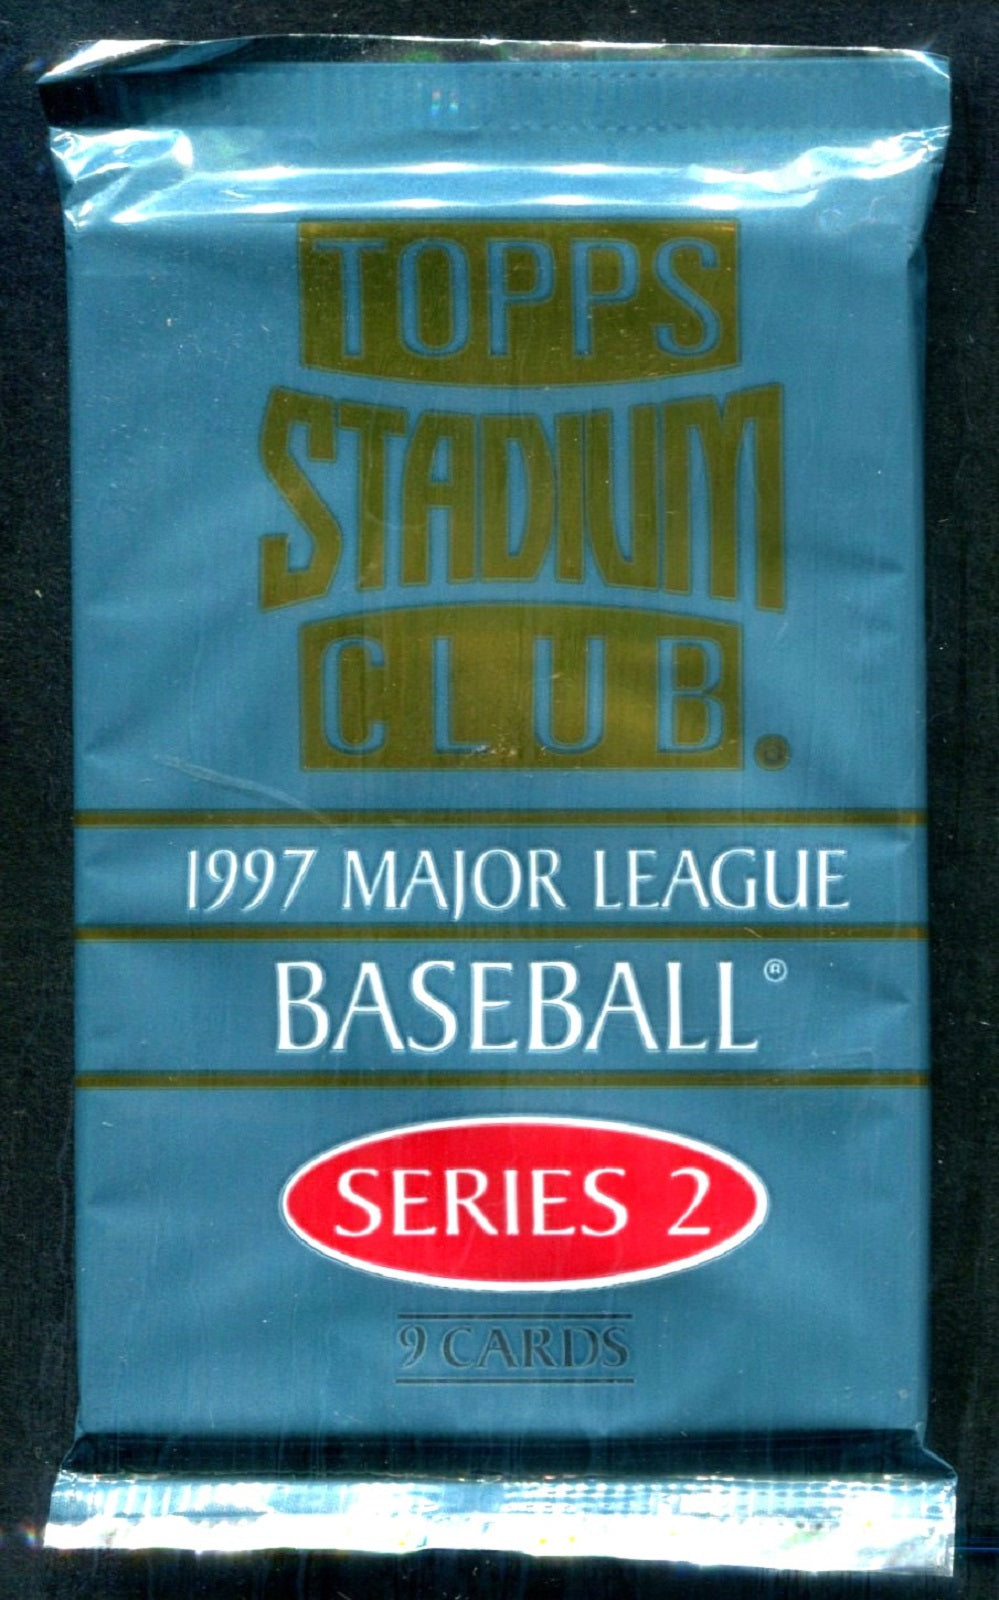 TOPPS
STADIUM
CLUB®
1997 MAJOR LEAGUE
BASEBALL®
SERIES 2
9 CARDS